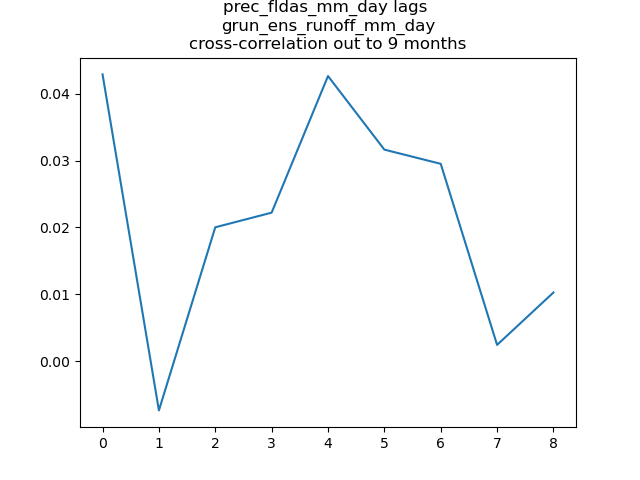 prec_fldas_mm_day lags
grun_ens_runoff_mm_day
cross-correlation out to 9 months
0.04
0.03
0.02
0.01
0.00
0 1 2 3 4 5 6 7 8